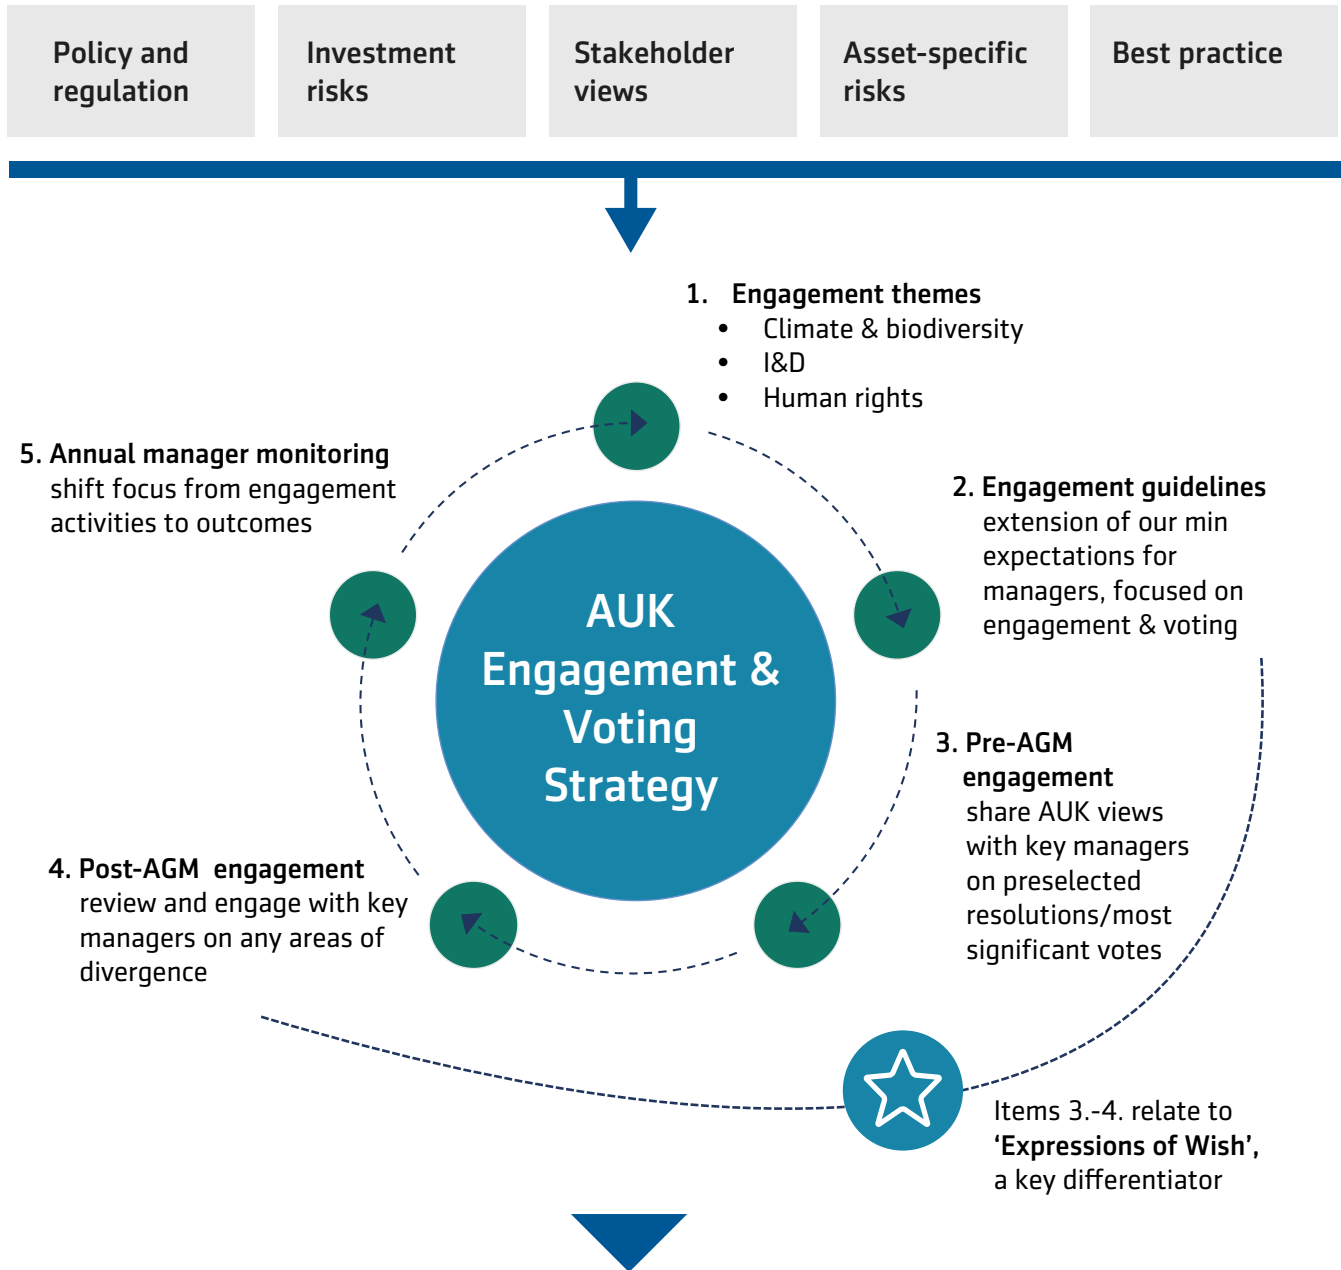 Policy and
regulation
Investment
risks
Stakeholder
views
Asset-specific
risks
Best practice
1. Engagement themes
• Climate & biodiversity
• I&D
• Human rights
2. Engagement guidelines
extension of our min
expectations for
managers, focused on
engagement & voting
3. Pre-AGM
engagement
share AUK views
with key managers
on preselected
resolutions/most
significant votes
4. Post-AGM engagement
review and engage with key
managers on any areas of
divergence
5. Annual manager monitoring
shift focus from engagement
activities to outcomes
AUK
Engagement &
Voting
Strategy
Items 3.-4. relate to
‘Expressions of Wish’,
a key differentiator